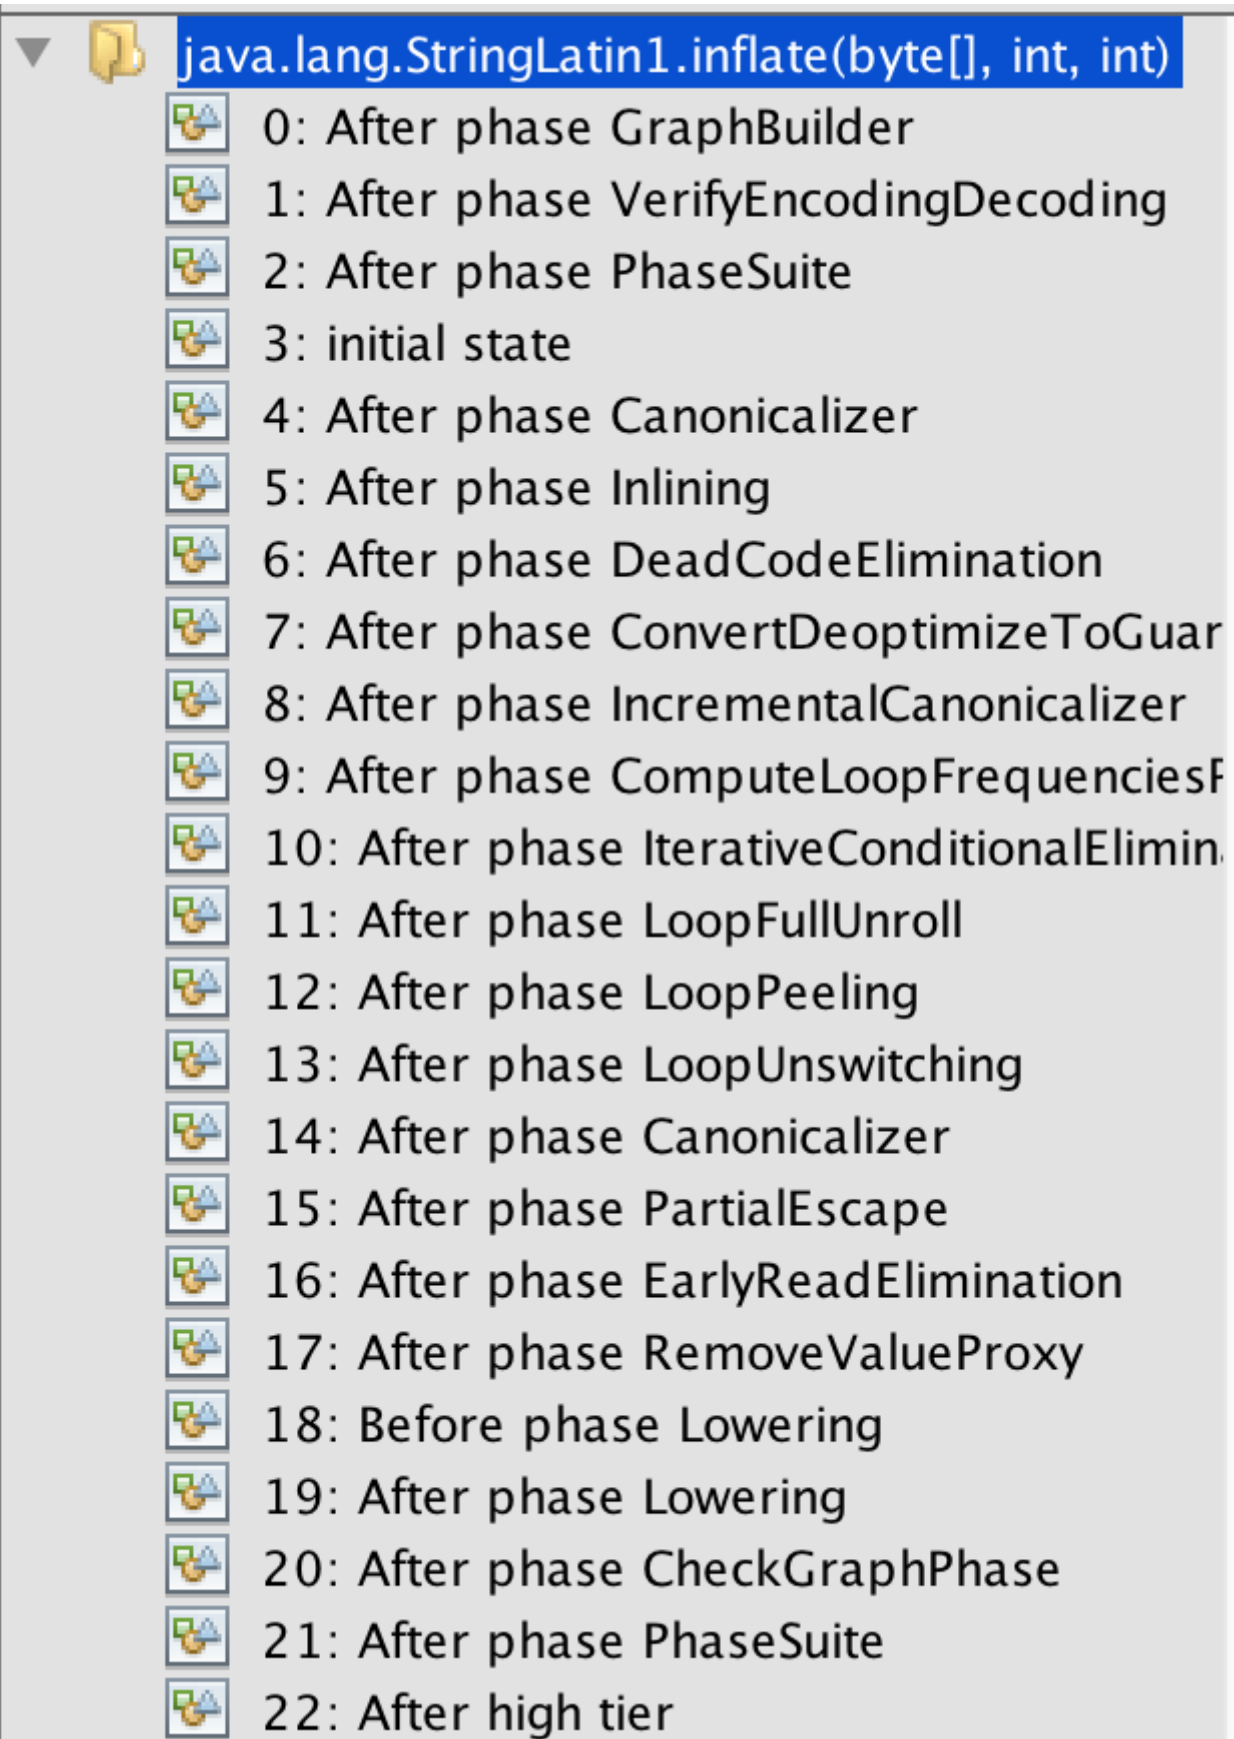 java.lang.StringLatin1.inflate(byte[], int, int)
0: After phase GraphBuilder
1: After phase VerifyEncodingDecoding
2: After phase PhaseSuite
3: initial state
4: After phase Canonicalizer
5: After phase Inlining
6: After phase DeadCodeElimination
7: After phase ConvertDeoptimizeToGuar
8: After phase IncrementalCanonicalizer
9: After phase ComputeLoopFrequencies
10: After phase IterativeConditionalElimin
11: After phase LoopFullUnroll
12: After phase LoopPeeling
13: After phase LoopUnswitching
14: After phase Canonicalizer
15: After phase PartialEscape
16: After phase EarlyReadElimination
17: After phase RemoveValueProxy
18: Before phase Lowering
19: After phase Lowering
20: After phase CheckGraphPhase
21: After phase PhaseSuite
22: After high tier